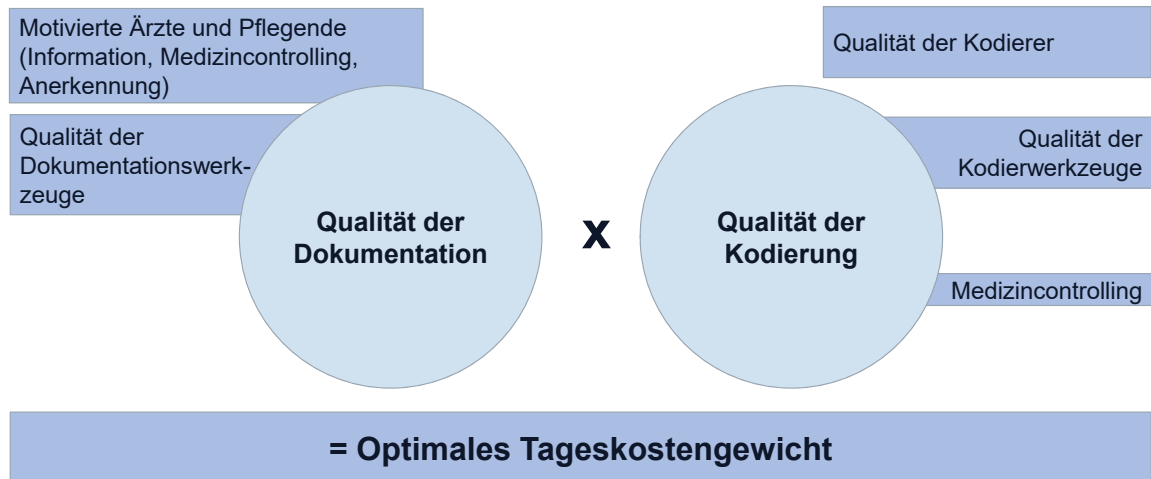 Motivierte Ärzte und Pflegende
(Information, Medizincontrolling,
Anerkennung)
Qualität der
Dokumentationswerk-
zeuge
Qualität der
Dokumentation
x
Qualität der
Kodierung
Qualität der Kodierer
Qualität der
Kodierwerkzeuge
Medizincontrolling
= Optimales Tageskostengewicht